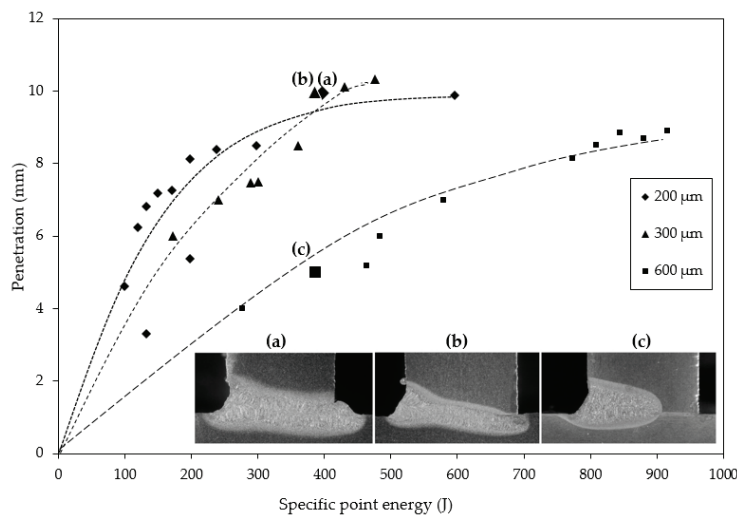 12
10
8
6
4
2
0
Penetration (mm)
(b) (a)
(c)
200 µm
300 µm
600 µm
(a) (b) (c)
0 100 200 300 400 500 600 700 800 900 1000
Specific point energy (J)